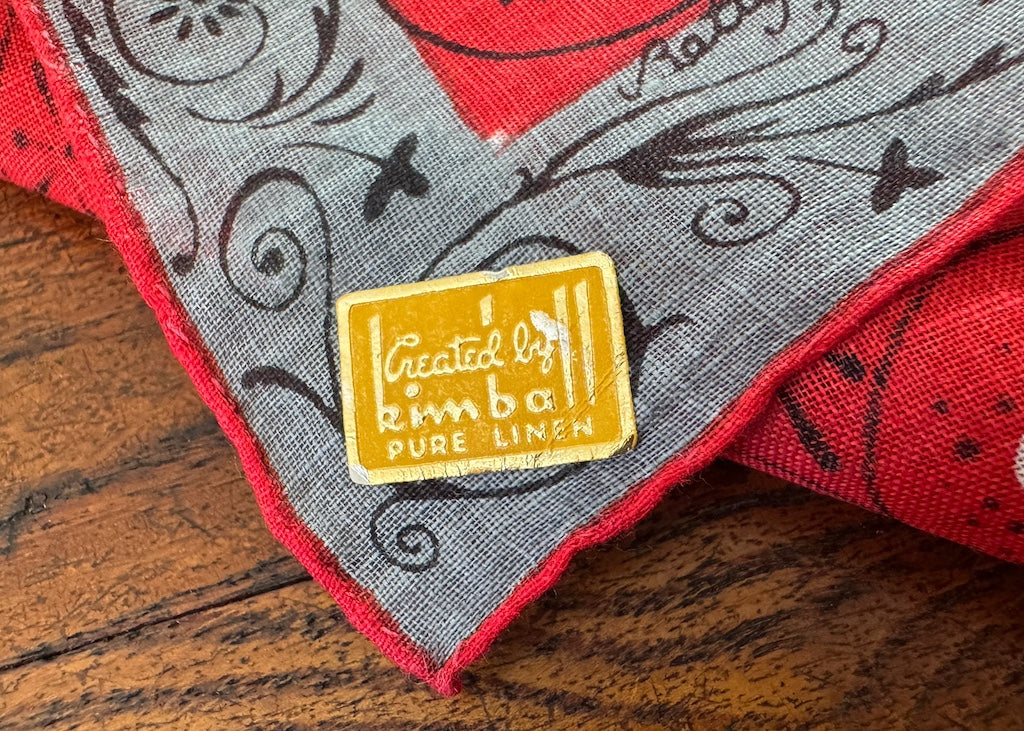 Created by
kimball
PURE LINEN